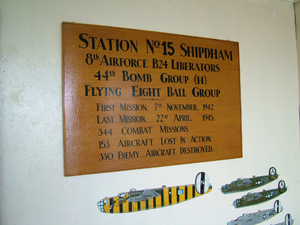 STATION No15 SHIPDHAM
8th AIRFORCE B24 LIBERATORS
44th BOMB GROUP (H)
FLYING EIGHT BALL GROUP
FIRST MISSION. 7th NOVEMBER. 1942.
LAST MISSION. 22nd APRIL. 1945.
344 COMBAT MISSIONS.
153 AIRCRAFT LOST IN ACTION.
330 ENEMY AIRCRAFT DESTROYED.